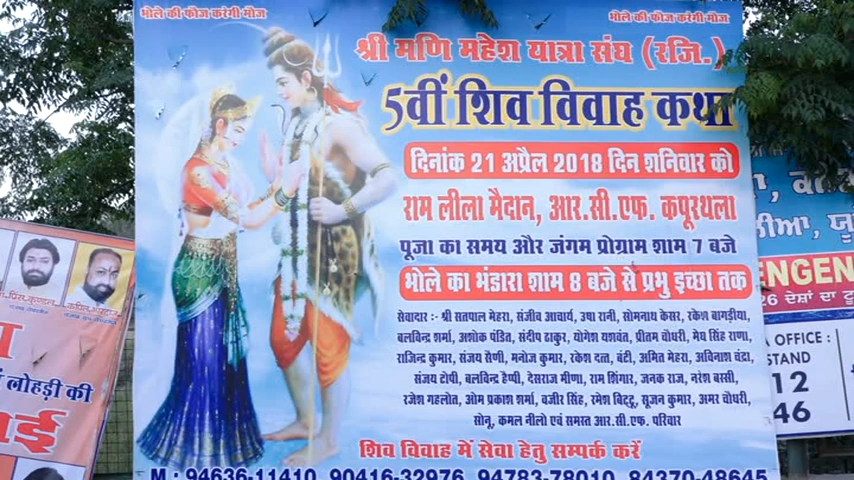 भोले की फौज करेगी मौज
भोले की फौज करेगी मौज
श्री मणि महेश यात्रा संघ (रजि.)
5वीं शिव विवाह कथा
दिनांक 21 अप्रैल 2018 दिन शनिवार को
राम लीला मैदान, आर.सी.एफ. कपूरथला
पूजा का समय और जंगम प्रोग्राम शाम 7 बजे
भोले का भंडारा शाम 8 बजे से प्रभु इच्छा तक
सेवादार :- श्री सतपाल मेहरा, संजीव आचार्य, उषा रानी, सोमनाथ केसर, रकेश बागड़ीया,
बलविन्द्र शर्मा, अशोक पंडित, संदीप ठाकुर, योगेश यशवंत, प्रीतम चौधरी, मेघ सिंह राणा,
राजिन्द्र कुमार, संजय सैणी, मनोज कुमार, रकेश दत्त, बंटी, अमित मेहरा, अविनाश चंद्रा,
संजय टोपी, बलविन्द्र हैप्पी, देसराज मीणा, राम शिंगार, जनक राज, नरेश बस्सी,
राजेश गहलोत, ओम प्रकाश शर्मा, वजीर सिंह, रमेश बिट्टू, सूजन कुमार, अमर चौधरी,
सोनू, कमल नीलो एवं समस्त आर.सी.एफ. परिवार
शिव विवाह में सेवा हेतु सम्पर्क करें
M : 94636-11410, 90416-32976, 94783-78010, 84370-48645
लोहड़ी की
ENGEN
26 ਦੇਸ਼ਾਂ ਦਾ
A OFFICE :
STAND
12
46